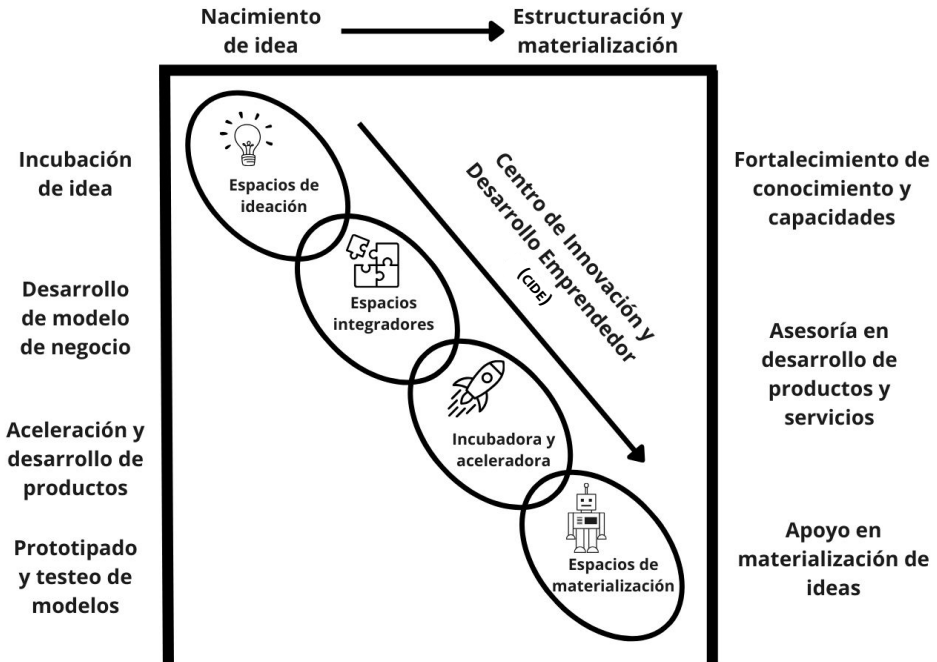 Nacimiento
de idea
Estructuración y
materialización
Incubación
de idea
Desarrollo
de modelo
de negocio
Aceleración y
desarrollo de
productos
Prototipado
y testeo de
modelos
Espacios de
ideación
Espacios
integradores
Incubadora y
aceleradora
Espacios de
materialización
Centro de Innovación y
Desarrollo Emprendedor
(CIDE)
Fortalecimiento de
conocimiento y
capacidades
Asesoría en
desarrollo de
productos y
servicios
Apoyo en
materialización de
ideas